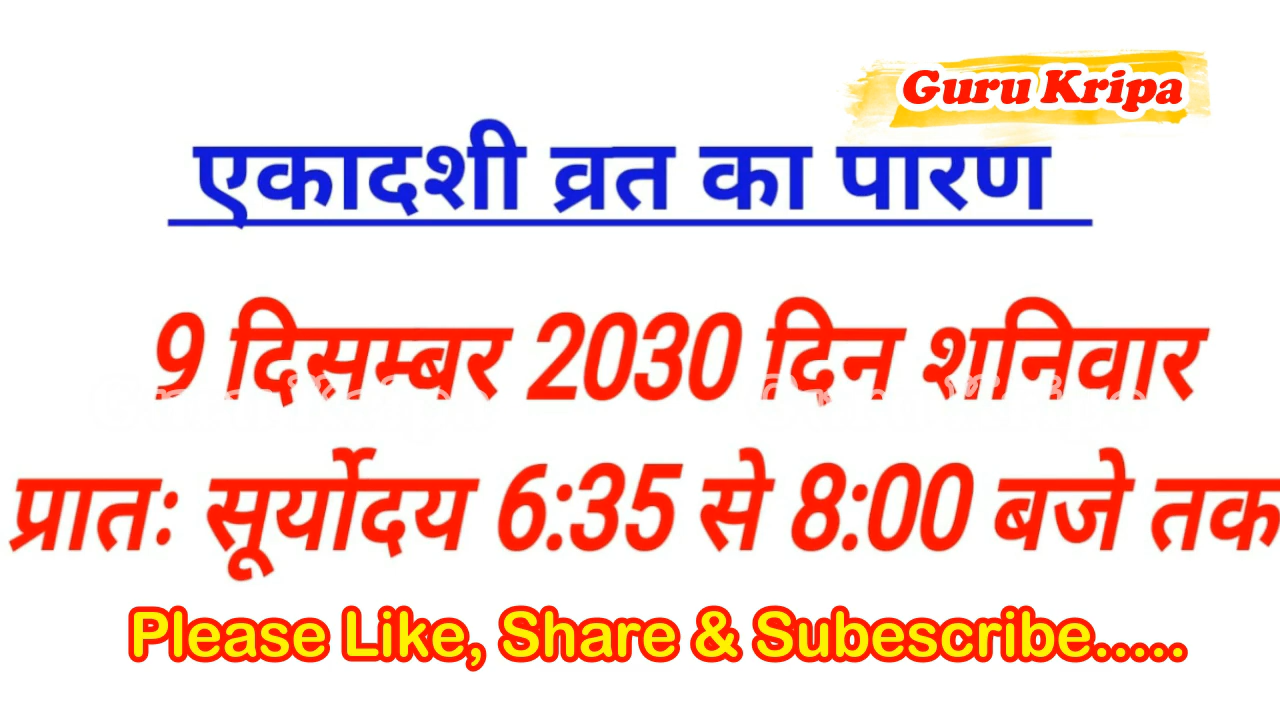 Guru Kripa
एकादशी व्रत का पारण
9 दिसम्बर 2030 दिन शनिवार
प्रातः सूर्योदय 6:35 से 8:00 बजे तक
Please Like, Share & Subescribe.....